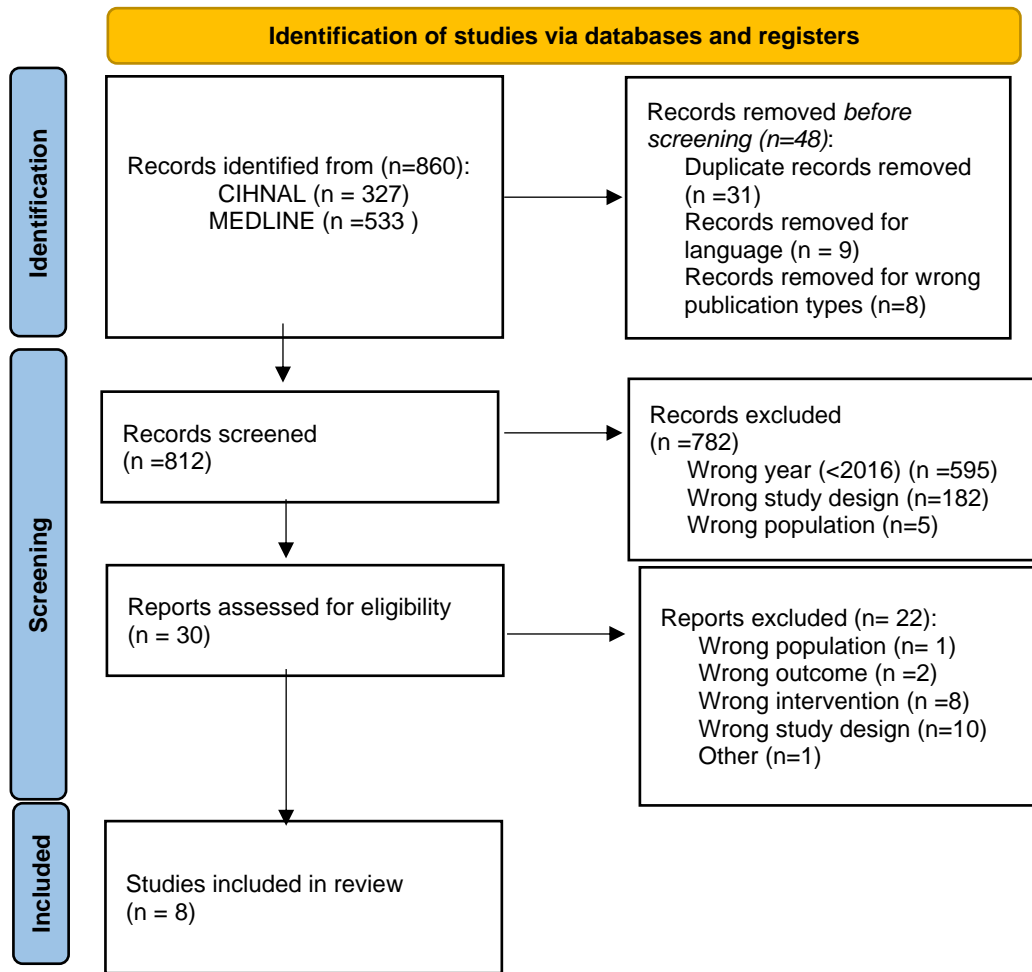 Identification of studies via databases and registers
Identification
Records identified from (n=860):
CIHNAL (n = 327)
MEDLINE (n =533 )
Records removed before
screening (n=48):
Duplicate records removed
(n =31)
Records removed for
language (n = 9)
Records removed for wrong
publication types (n=8)
Screening
Records screened
(n =812)
Records excluded
(n =782)
Wrong year (<2016) (n =595)
Wrong study design (n=182)
Wrong population (n=5)
Reports assessed for eligibility
(n = 30)
Reports excluded (n= 22):
Wrong population (n= 1)
Wrong outcome (n =2)
Wrong intervention (n =8)
Wrong study design (n=10)
Other (n=1)
Included
Studies included in review
(n = 8)